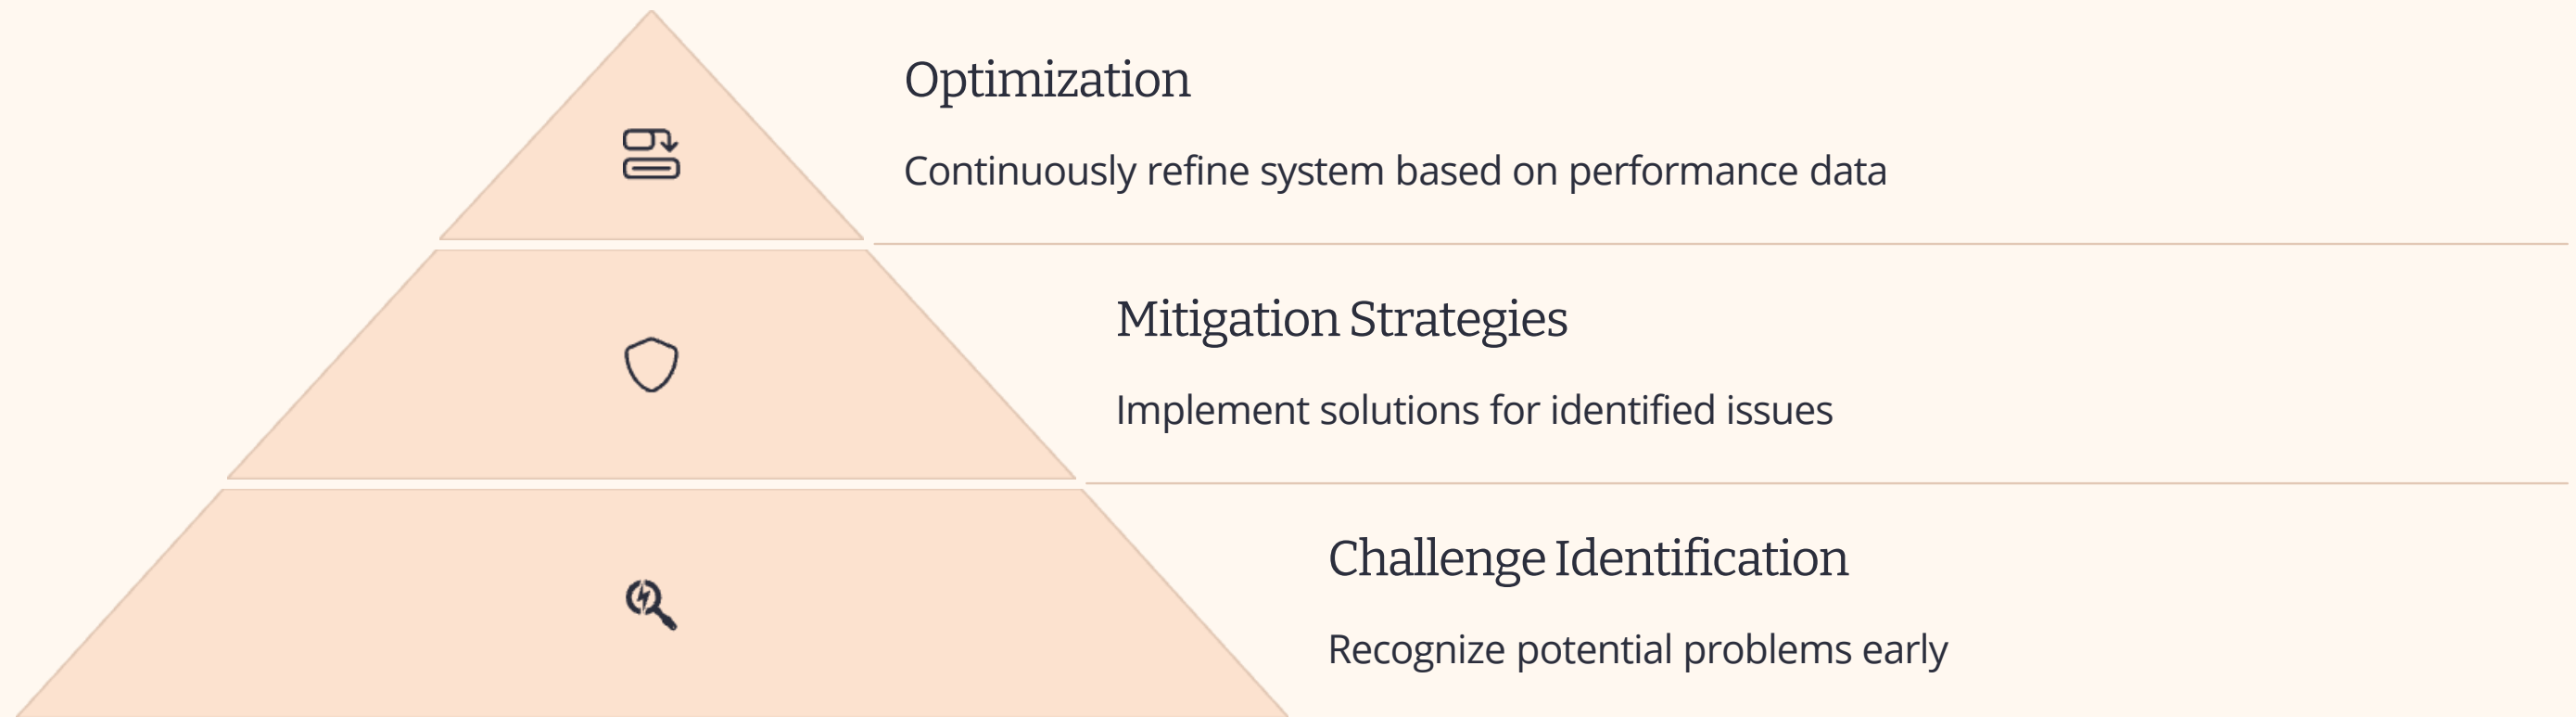 Optimization
Continuously refine system based on performance data
Mitigation Strategies
Implement solutions for identified issues
Challenge Identification
Recognize potential problems early